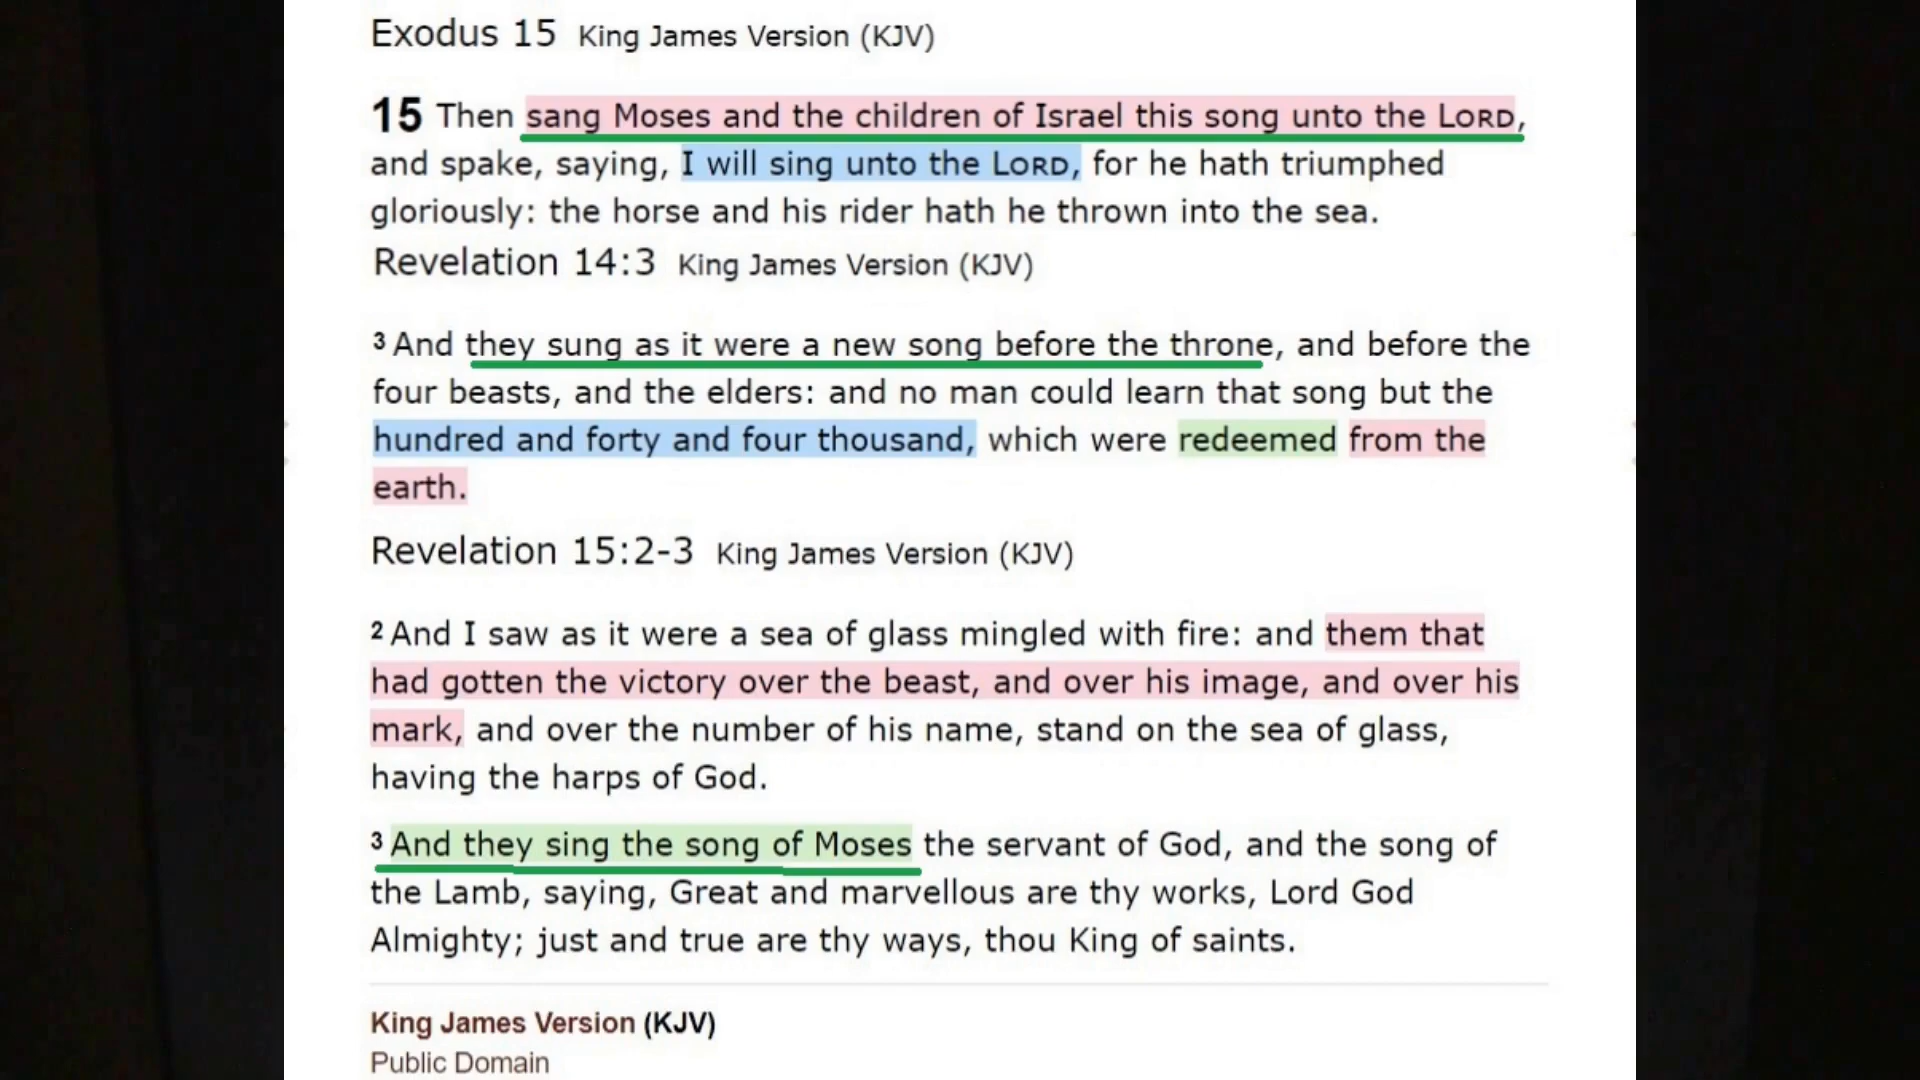 Exodus 15 King James Version (KJV)
15 Then sang Moses and the children of Israel this song unto the LORD,
and spake, saying, I will sing unto the LORD, for he hath triumphed
gloriously: the horse and his rider hath he thrown into the sea.
Revelation 14:3 King James Version (KJV)
3 And they sung as it were a new song before the throne, and before the
four beasts, and the elders: and no man could learn that song but the
hundred and forty and four thousand, which were redeemed from the
earth.
Revelation 15:2-3 King James Version (KJV)
2 And I saw as it were a sea of glass mingled with fire: and them that
had gotten the victory over the beast, and over his image, and over his
mark, and over the number of his name, stand on the sea of glass,
having the harps of God.
3 And they sing the song of Moses the servant of God, and the song of
the Lamb, saying, Great and marvellous are thy works, Lord God
Almighty; just and true are thy ways, thou King of saints.
King James Version (KJV)
Public Domain